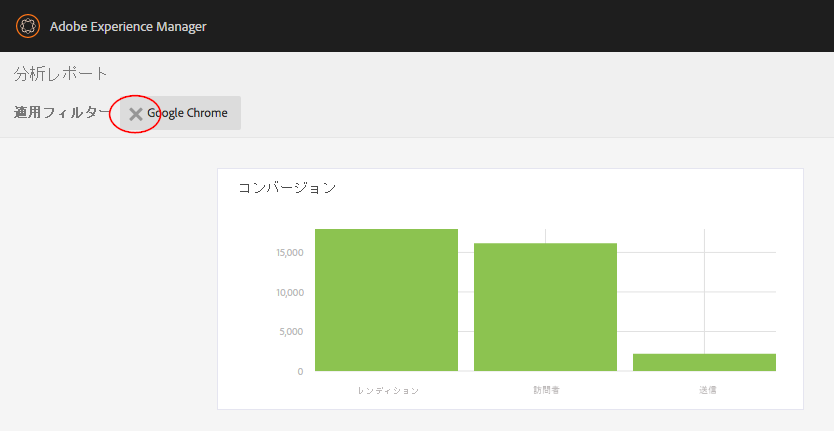 Adobe Experience Manager
分析レポート
適用フィルター Google Chrome
コンバージョン
15,000
10,000
5,000
0
レンディション 訪問者 送信